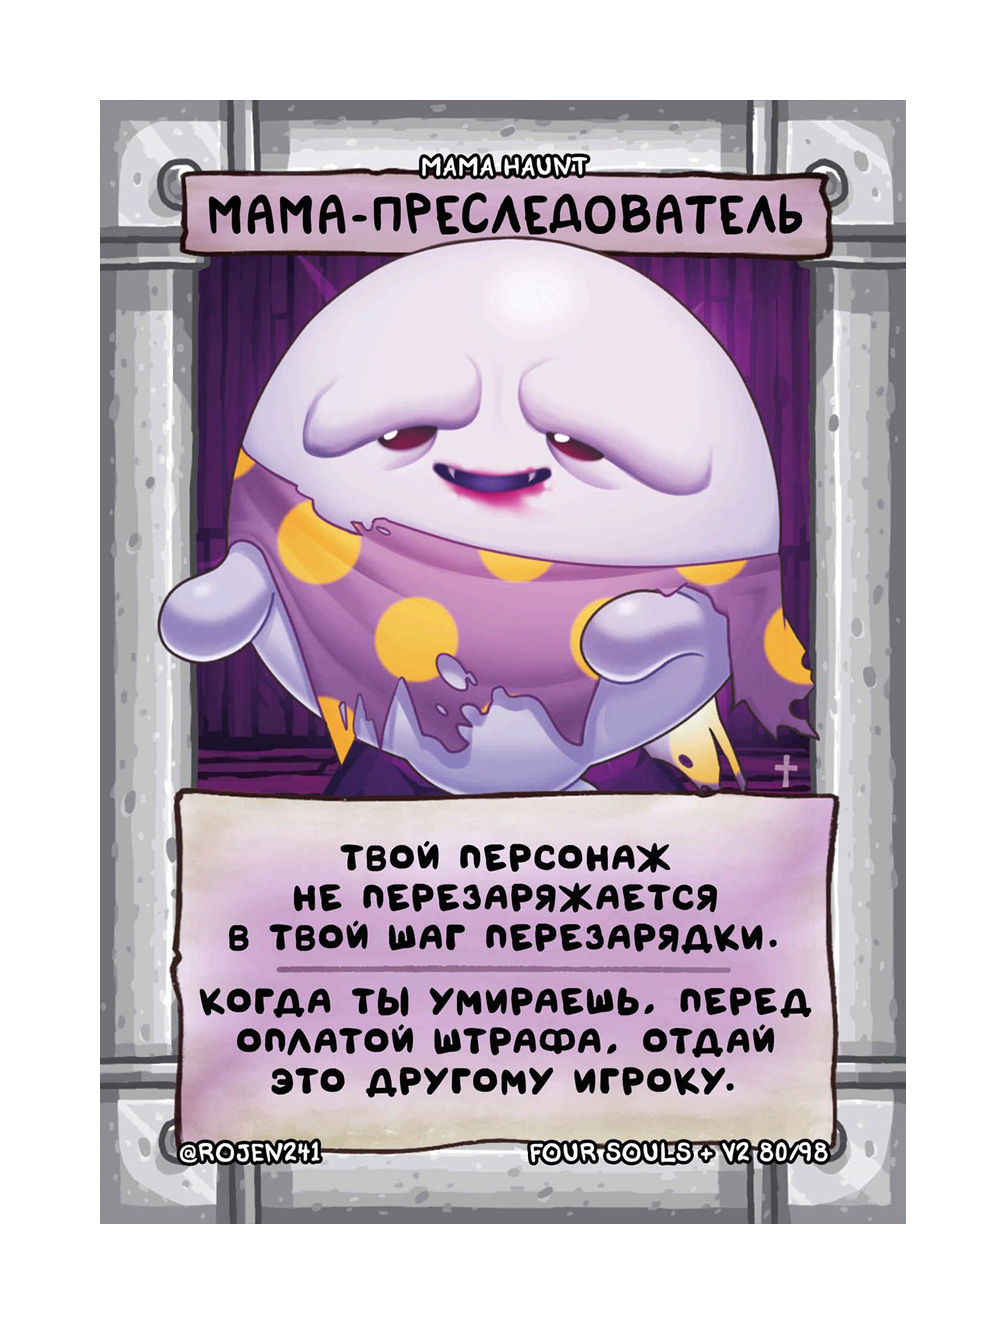 MAMA HAUNT
МАМА-ПРЕСЛЕДОВАТЕЛЬ
ТВОЙ ПЕРСОНАЖ
НЕ ПЕРЕЗАРЯЖАЕТСЯ
В ТВОЙ ШАГ ПЕРЕЗАРЯДКИ.
КОГДА ТЫ УМИРАЕШЬ, ПЕРЕД
ОПЛАТОЙ ШТРАФА, ОТДАЙ
ЭТО ДРУГОМУ ИГРОКУ.
@ROJEN241
FOUR SOULS + V2 80/98